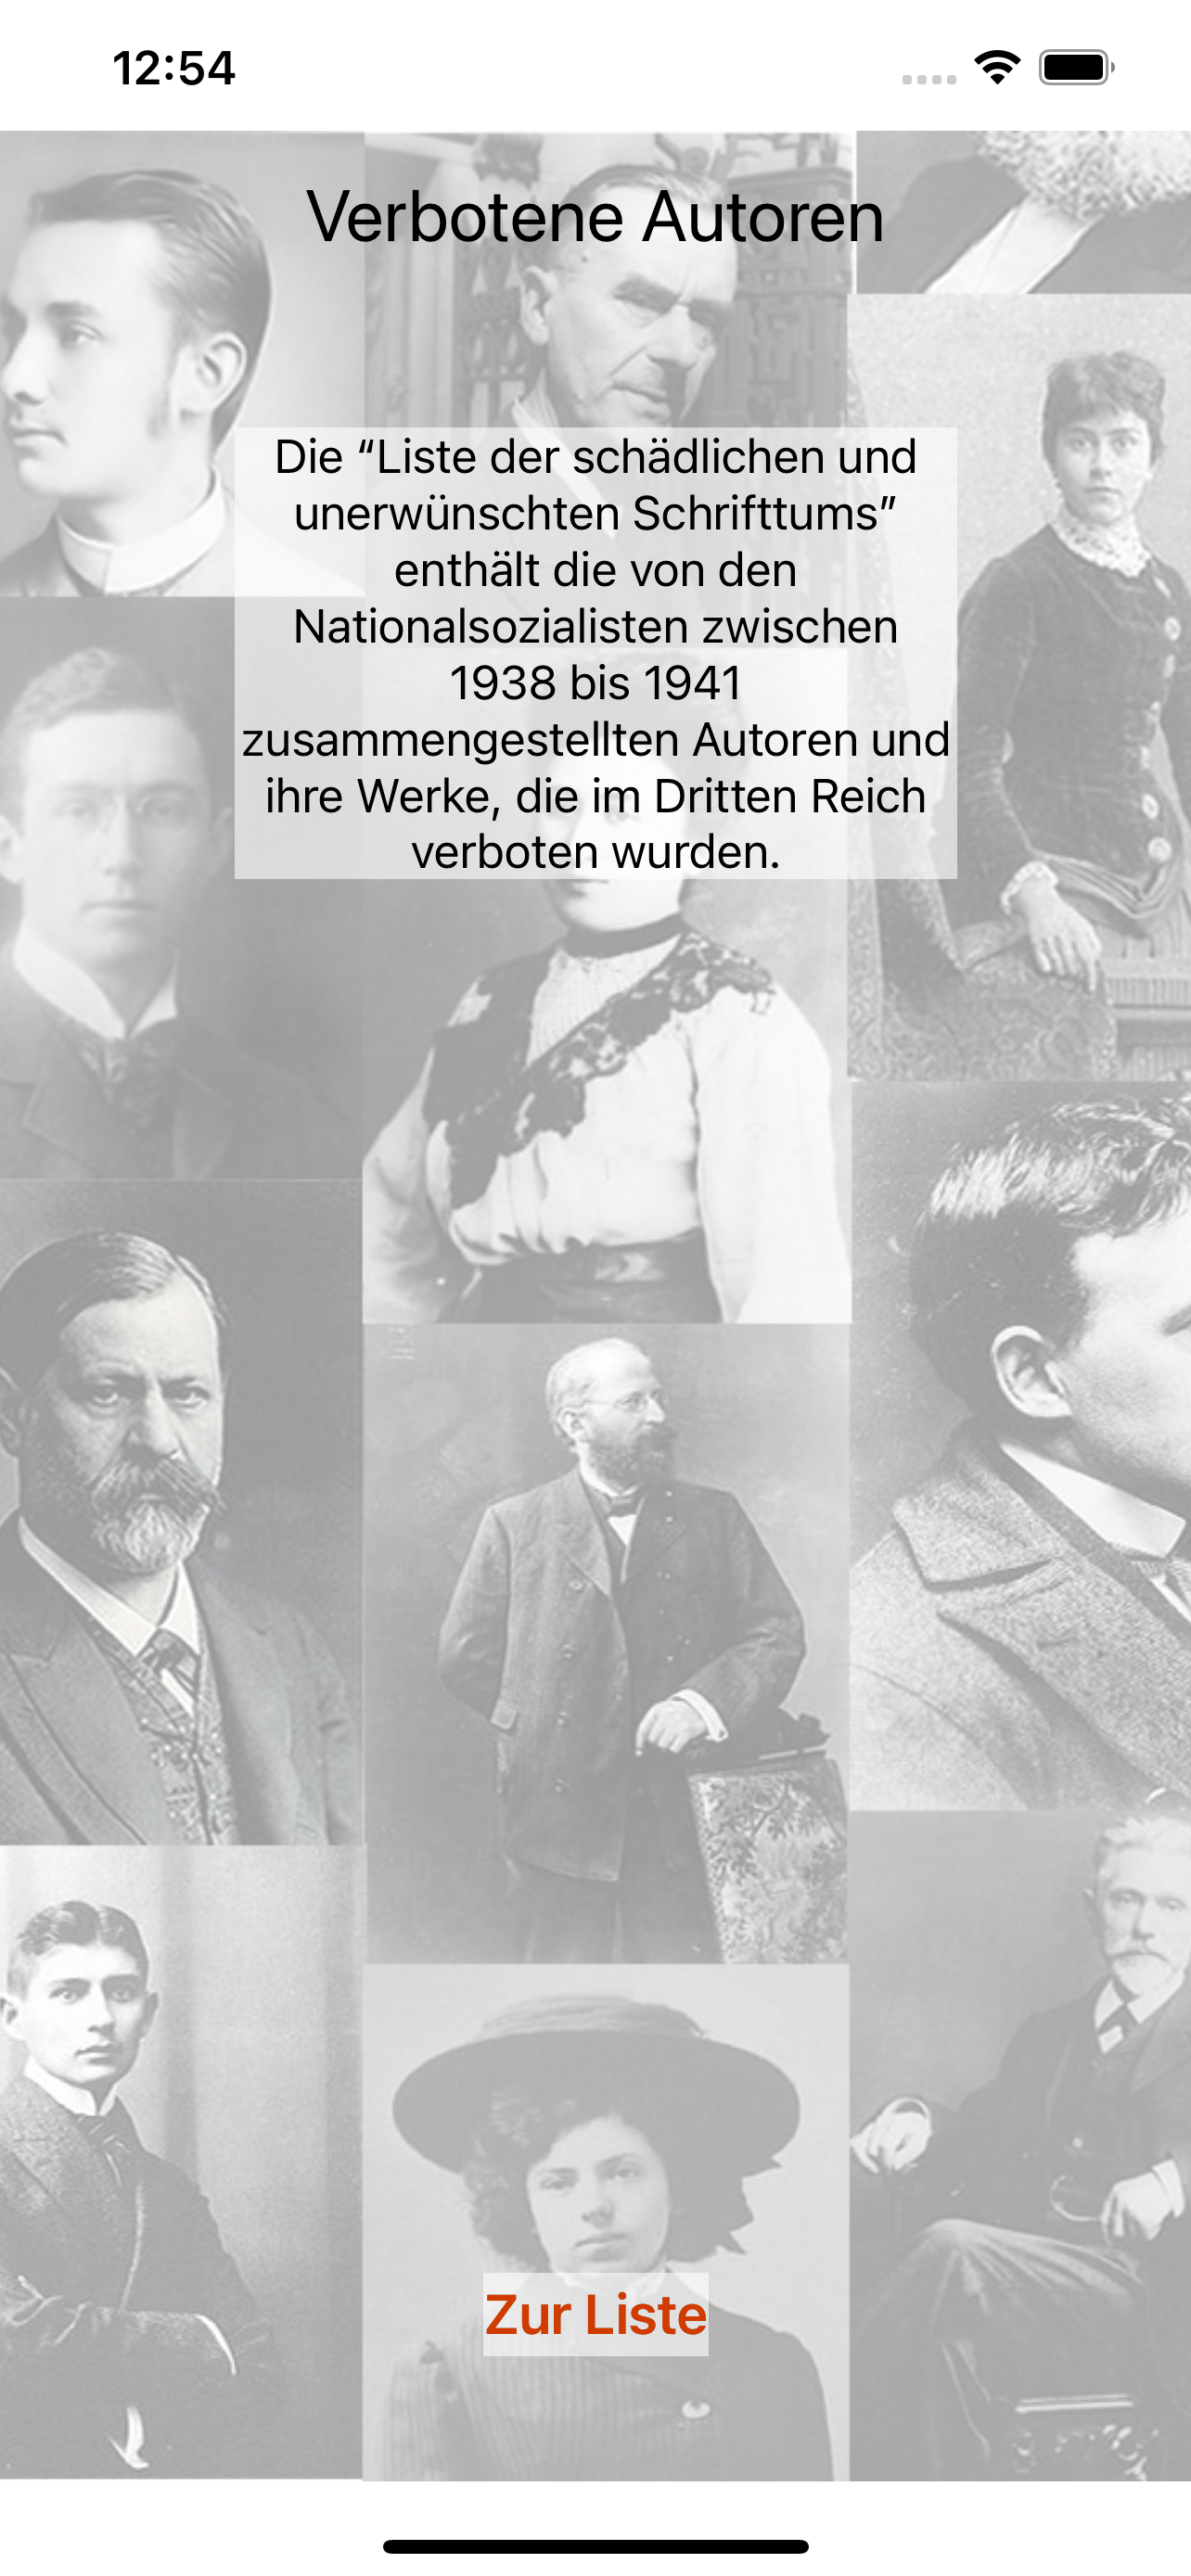 12:54
Verbotene Autoren
Die “Liste der schädlichen und
unerwünschten Schrifttums”
enthält die von den
Nationalsozialisten zwischen
1938 bis 1941
zusammengestellten Autoren und
ihre Werke, die im Dritten Reich
verboten wurden.
Zur Liste